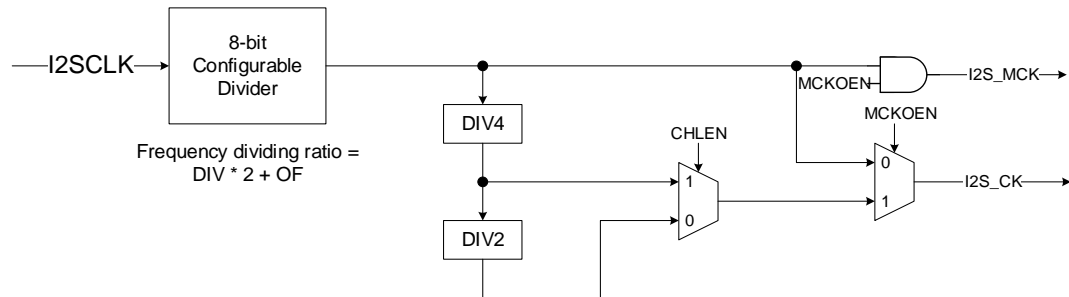 I2SCLK
8-bit
Configurable
Divider
Frequency dividing ratio =
DIV * 2 + OF
DIV4
DIV2
CHLEN
1
0
MCKOEN
I2S_MCK
MCKOEN
0
1
I2S_CK